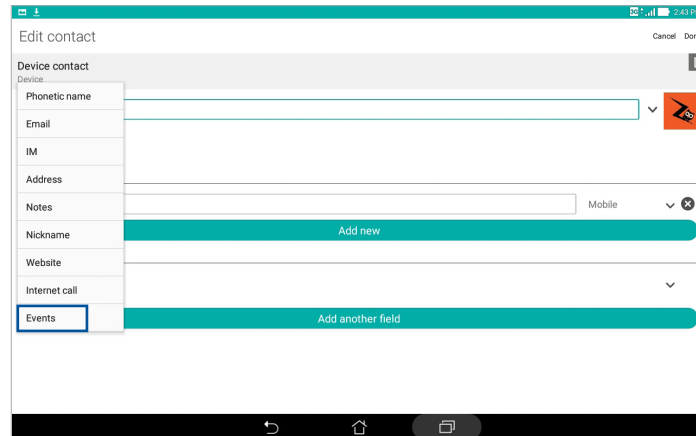 3G 2:43 P
Edit contact
Cancel Don
Device contact
Device
Phonetic name
Email
IM
Address
Notes
Mobile
Nickname
Add new
Website
Internet call
Events
Add another field